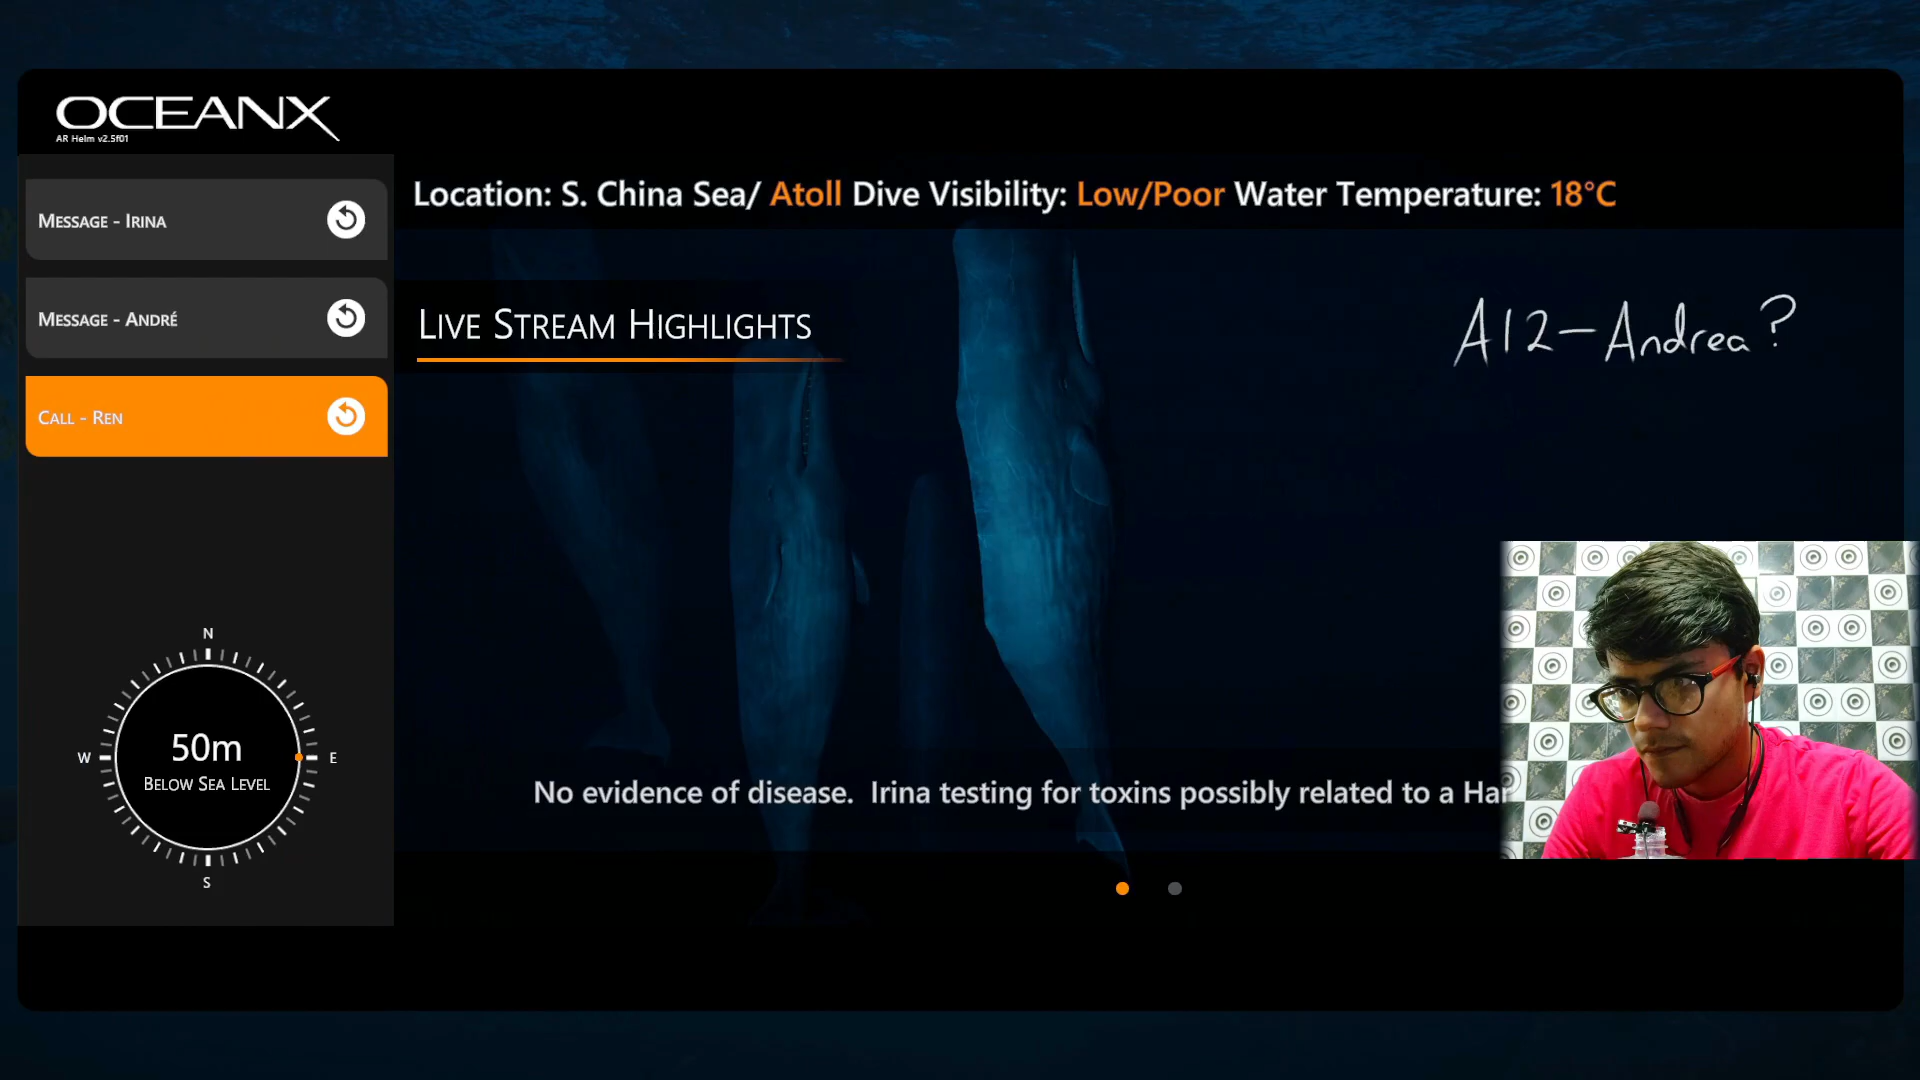 OCEANX
AR Helm v2.5f01
Location: S. China Sea/ Atoll Dive Visibility: Low/Poor Water Temperature: 18°C
MESSAGE - IRINA
MESSAGE - ANDRÉ
CALL - REN
LIVE STREAM HIGHLIGHTS
A12-Andrea?
N
W
E
S
50m
BELOW SEA LEVEL
No evidence of disease. Irina testing for toxins possibly related to a